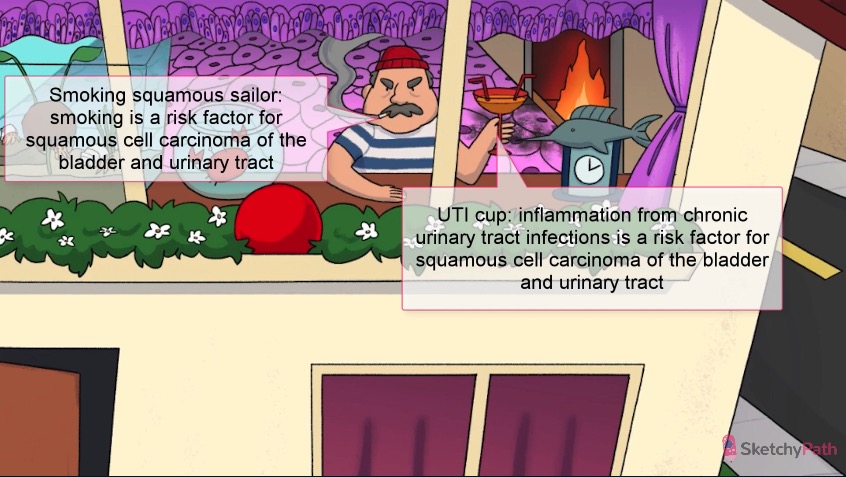 Smoking squamous sailor:
smoking is a risk factor for
squamous cell carcinoma of the
bladder and urinary tract
UTI cup: inflammation from chronic
urinary tract infections is a risk factor for
squamous cell carcinoma of the bladder
and urinary tract
SketchyPath